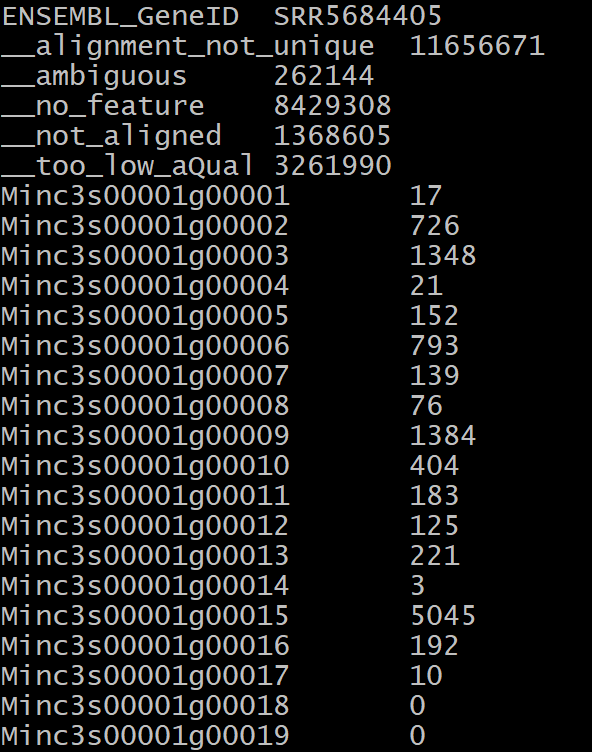 ENSEMBL_GeneID SRR5684405
__alignment_not_unique 11656671
__ambiguous 262144
__no_feature 8429308
__not_aligned 1368605
__too_low_aQual 3261990
Minc3s00001g00001 17
Minc3s00001g00002 726
Minc3s00001g00003 1348
Minc3s00001g00004 21
Minc3s00001g00005 152
Minc3s00001g00006 793
Minc3s00001g00007 139
Minc3s00001g00008 76
Minc3s00001g00009 1384
Minc3s00001g00010 404
Minc3s00001g00011 183
Minc3s00001g00012 125
Minc3s00001g00013 221
Minc3s00001g00014 3
Minc3s00001g00015 5045
Minc3s00001g00016 192
Minc3s00001g00017 10
Minc3s00001g00018 0
Minc3s00001g00019 0